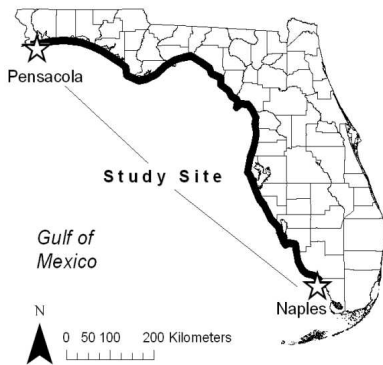 Pensacola
Study Site
Gulf of
Mexico
Naples
N
0 50 100 200 Kilometers